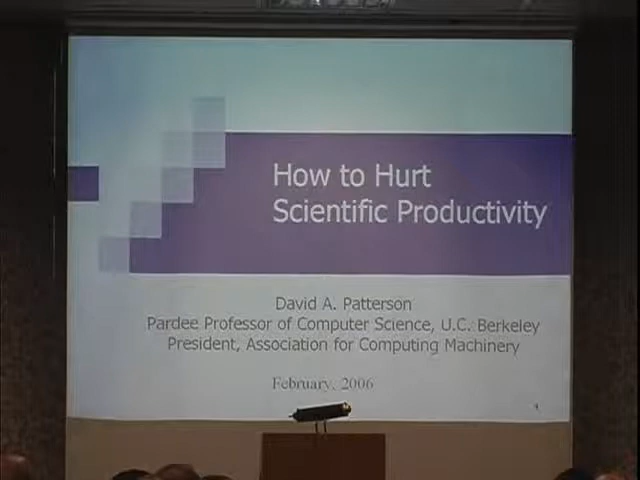 How to Hurt
Scientific Productivity
David A. Patterson
Pardee Professor of Computer Science, U.C. Berkeley
President, Association for Computing Machinery
February, 2006